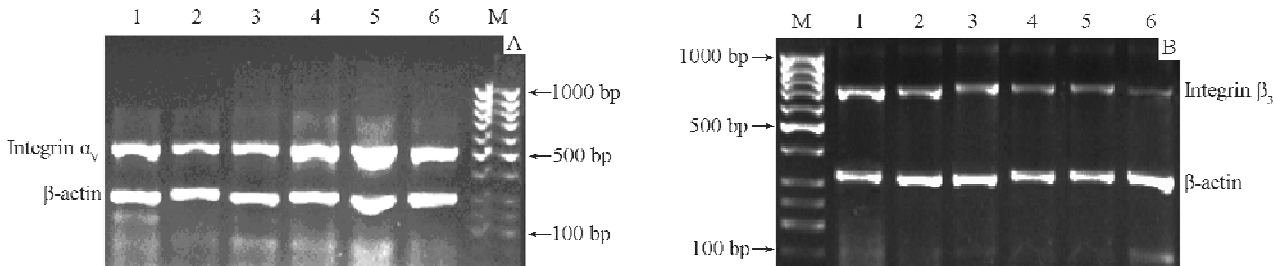 1 2 3 4 5 6 M
A
1000 bp
Integrin αv
500 bp
β-actin
100 bp
M 1 2 3 4 5 6
B
1000 bp
Integrin β3
500 bp
β-actin
100 bp